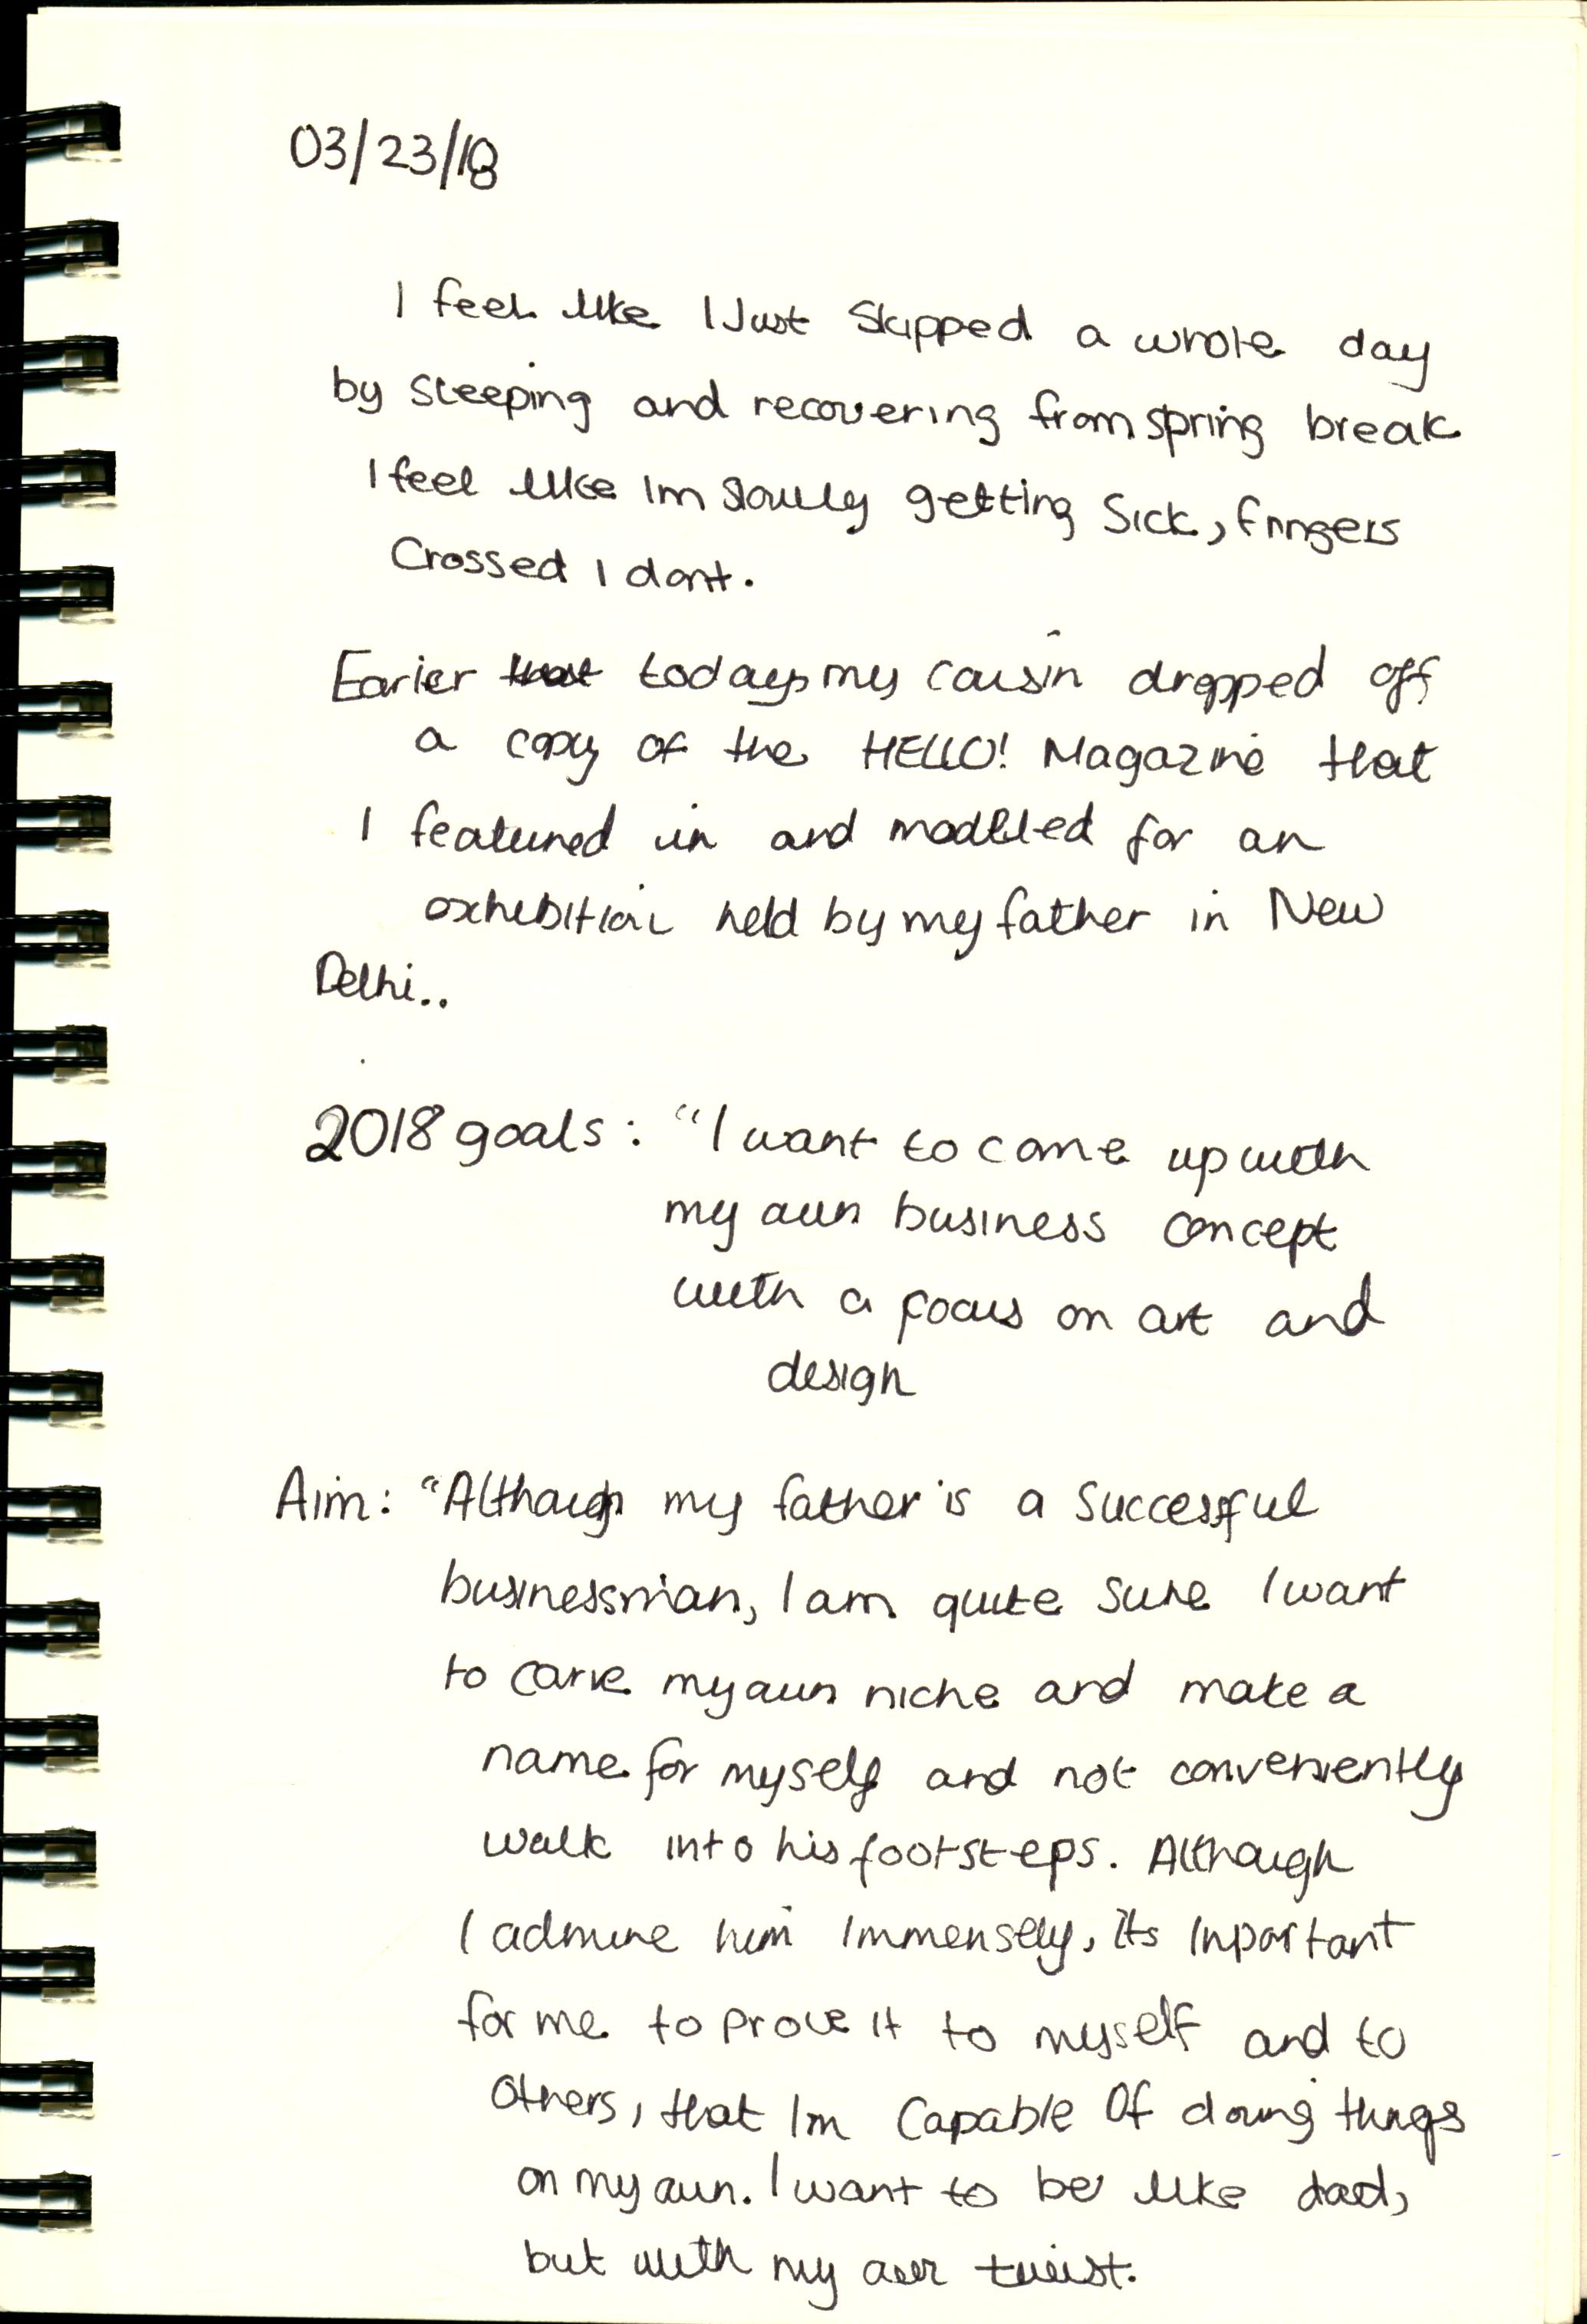 03/23/18
I feel like I Just Skipped a whole day
by sleeping and recovering from spring break
I feel like Im slowly getting Sick, fingers
Crossed I dont.
Earier that today, my cousin dropped off
a copy of the HELLO! Magazine that
I featured in and modelled for an
exhibition held by my father in New
Delhi..
2018 goals: "I want to come up with
my own business concept
with a focus on art and
design
Aim: "Although my father is a Successful
businessman, I am quite sure I want
to carve my own niche and make a
name for myself and not conveniently
walk into his footsteps. Although
I admire him immensely, its Inportant
for me to prove it to myself and to
others, that Im Capable Of doing things
on my own. I want to be like dad,
but with my own twist.